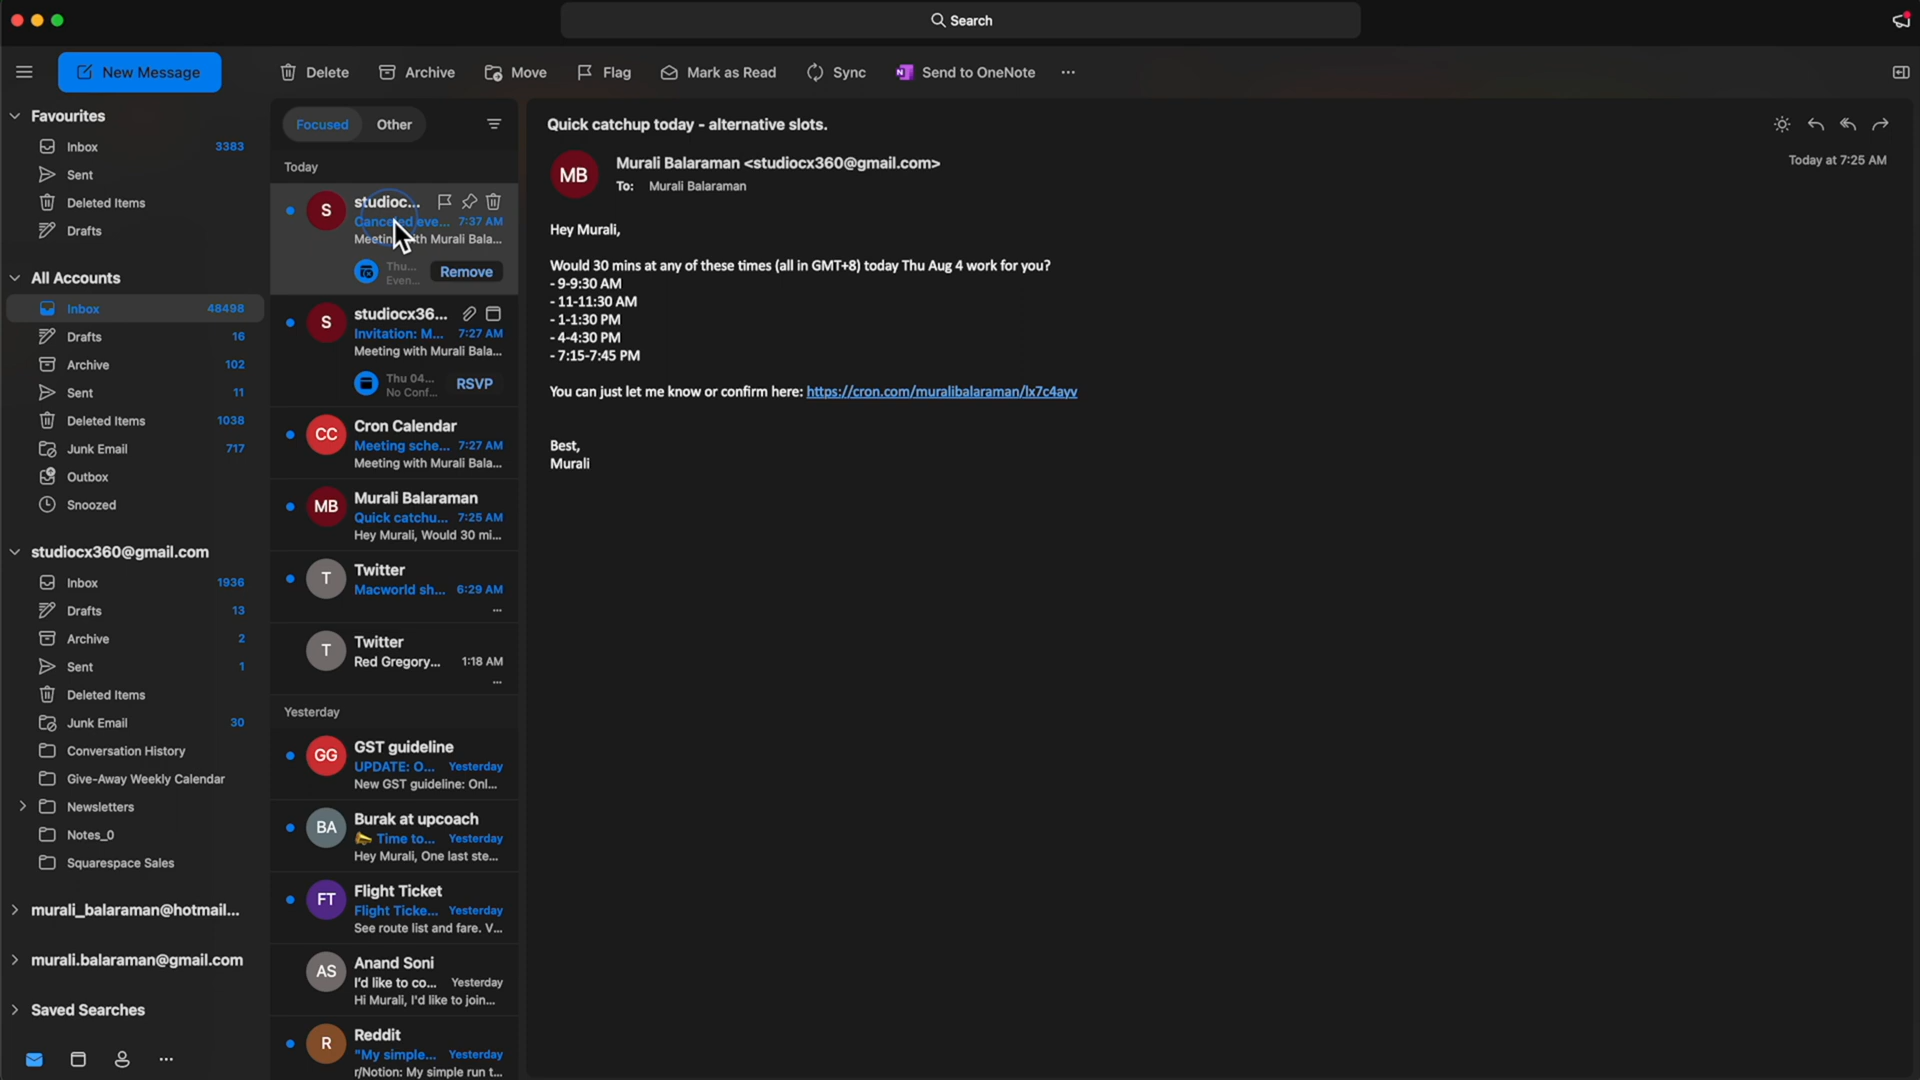 Search
New Message
Delete
Archive
Move
Flag
Mark as Read
Sync
Send to OneNote
Favourites
Inbox 3383
Sent
Deleted Items
Drafts
All Accounts
Inbox 48498
Drafts 16
Archive 102
Sent 11
Deleted Items 1038
Junk Email 717
Outbox
Snoozed
studiocx360@gmail.com
Inbox 1936
Drafts 13
Archive 2
Sent 1
Deleted Items
Junk Email 30
Conversation History
Give-Away Weekly Calendar
Newsletters
Notes_0
Squarespace Sales
murali_balaraman@hotmail...
murali.balaraman@gmail.com
Saved Searches
Focused Other
Today
S
studioc...
Canceled eve... 7:37 AM
Murali Bala...
Thu...
Even...
Remove
S
studiocx36...
Invitation: M... 7:27 AM
Meeting with Murali Bala...
Thu 04...
No Conf...
RSVP
CC
Cron Calendar
Meeting sche... 7:27 AM
Meeting with Murali Bala...
MB
Murali Balaraman
Quick catchu... 7:25 AM
Hey Murali, Would 30 mi...
T
Twitter
Macworld sh... 6:29 AM
...
T
Twitter
Red Gregory... 1:18 AM
...
Yesterday
GG
GST guideline
UPDATE: O... Yesterday
New GST guideline: Onl...
BA
Burak at upcoach
📣 Time to... Yesterday
Hey Murali, One last ste...
FT
Flight Ticket
Flight Ticke... Yesterday
See route list and fare. V...
AS
Anand Soni
I'd like to co... Yesterday
Hi Murali, I'd like to join...
R
Reddit
"My simple... Yesterday
r/Notion: My simple run t...
Quick catchup today - alternative slots.
MB
Murali Balaraman <studiocx360@gmail.com>
To: Murali Balaraman
Today at 7:25 AM
Hey Murali,
Would 30 mins at any of these times (all in GMT+8) today Thu Aug 4 work for you?
- 9-9:30 AM
- 11-11:30 AM
- 1-1:30 PM
- 4-4:30 PM
- 7:15-7:45 PM
You can just let me know or confirm here: https://cron.com/muralibalaraman/lx7c4ayv
Best,
Murali